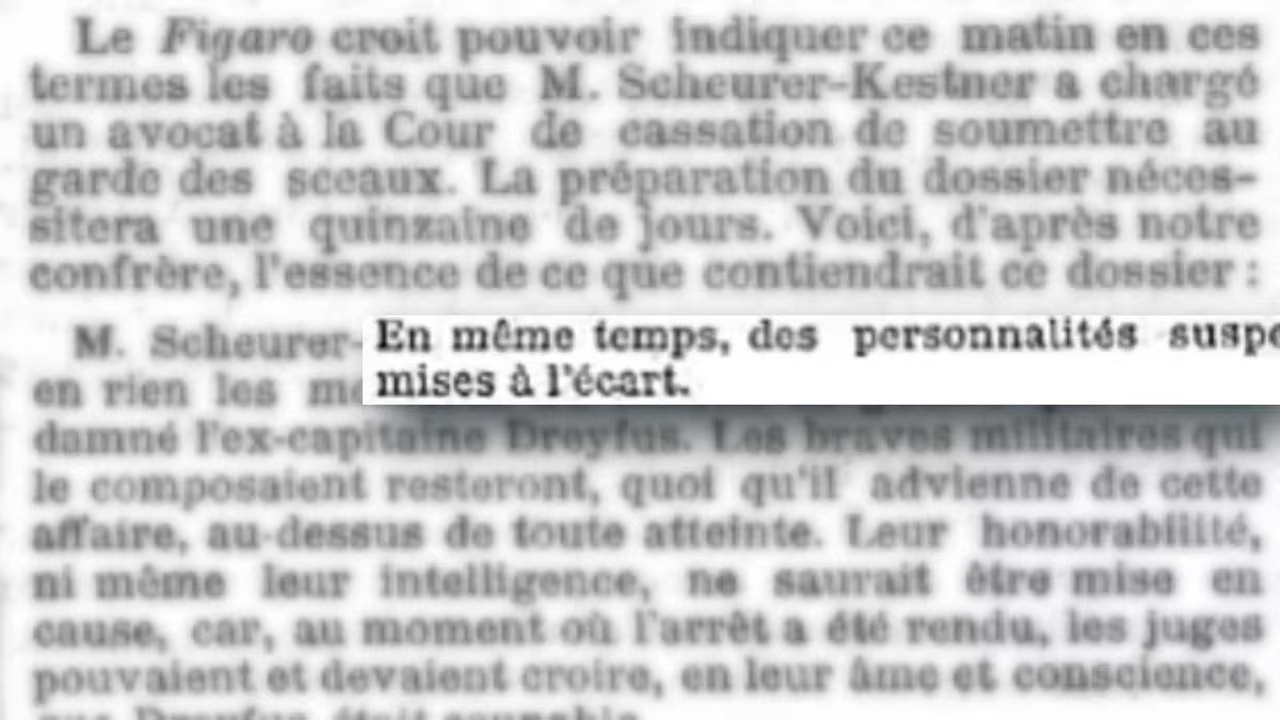 Le Figaro croit pouvoir indiquer ce matin en ces
termes les faits que M. Scheurer-Kestner a chargé
un avocat à la Cour de cassation de soumettre au
garde des sceaux. La préparation du dossier néces-
sitera une quinzaine de jours. Voici, d'après notre
confrère, l'essence de ce que contiendrait ce dossier :
M. Scheurer-
En même temps, des personnalités
mises à l'écart.
en rien les
damné l'ex-capitaine Dreyfus. Les braves militaires qui
le composaient resteront, quoi qu'il advienne de cette
affaire, au-dessus de toute atteinte. Leur honorabilité,
ni même leur intelligence, ne saurait être mise en
cause, car, au moment où l'arrêt a été rendu, les juges
pouvaient et devaient croire, en leur âme et conscience,